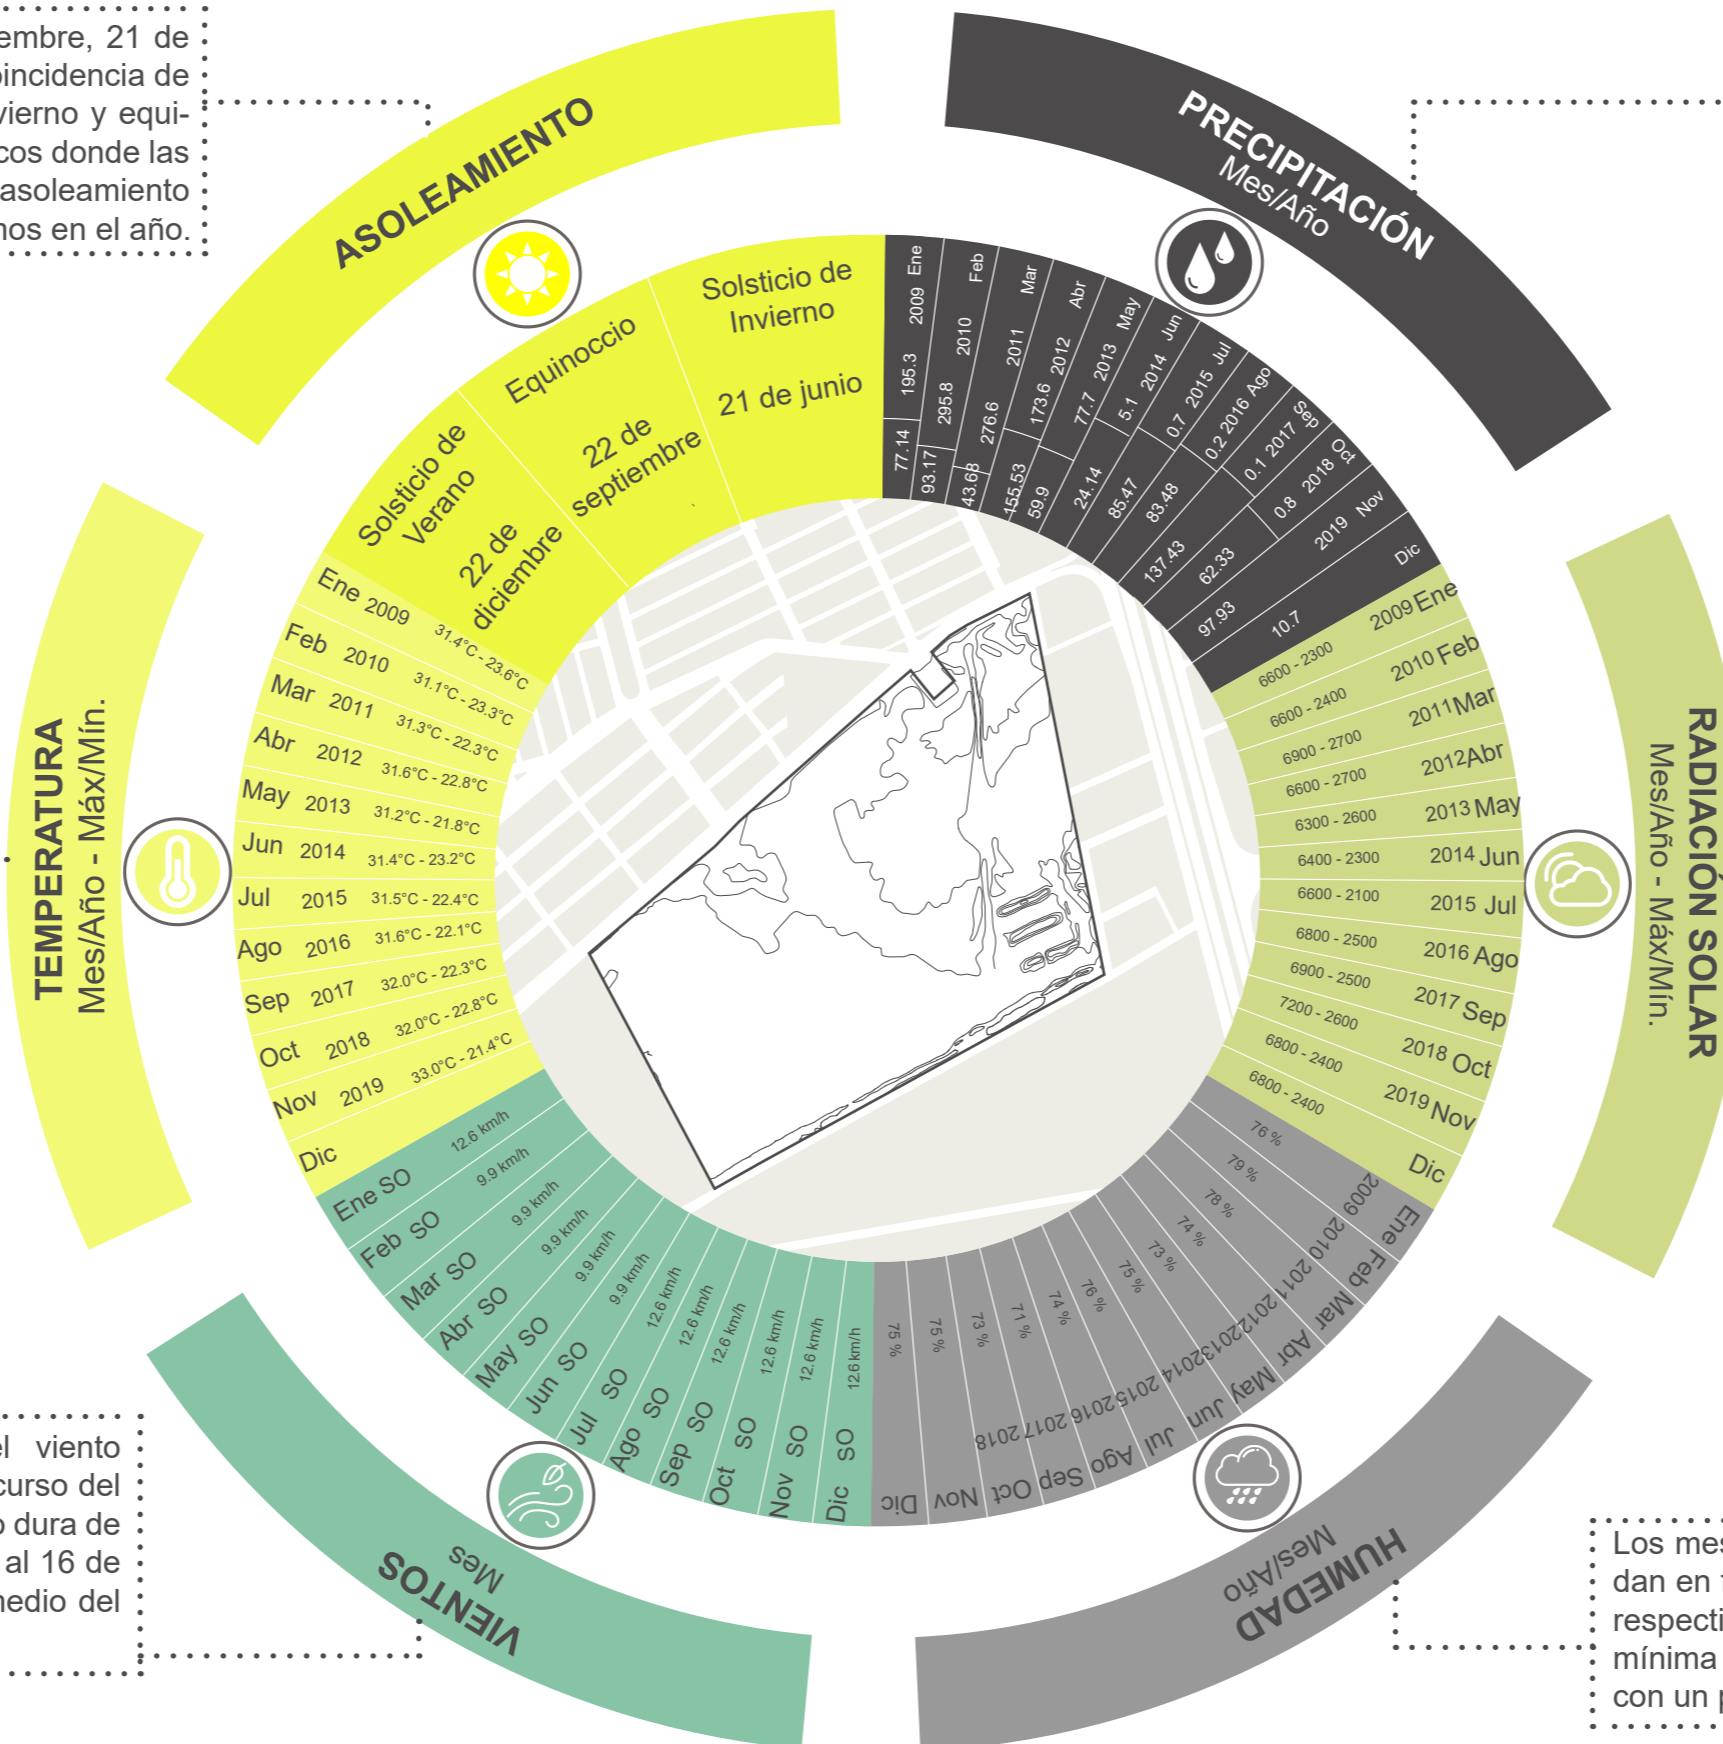 embre, 21 de
oincidencia de
vierno y equi-
cos donde las
asoleamiento
nos en el año.
ASOLEAMIENTO
Solsticio de
Verano
22 de
diciembre
Equinoccio
22 de
septiembre
Solsticio de
Invierno
21 de junio
PRECIPITACIÓN
Mes/Año
Ene 2009 195.3 77.14
Feb 2010 295.8 93.17
Mar 2011 276.6 43.68
Abr 2012 173.6 155.53
May 2013 77.7 59.9
Jun 2014 5.1 24.14
Jul 2015 0.7 85.47
Ago 2016 0.2 83.48
Sep 2017 0.1 137.43
Oct 2018 0.8 62.33
Nov 2019 97.93
Dic 10.7
RADIACIÓN SOLAR
Mes/Año - Máx/Mín.
6600 - 2300 2009 Ene
6600 - 2400 2010 Feb
6900 - 2700 2011 Mar
6600 - 2700 2012 Abr
6300 - 2600 2013 May
6400 - 2300 2014 Jun
6600 - 2100 2015 Jul
6800 - 2500 2016 Ago
6900 - 2500 2017 Sep
7200 - 2600 2018 Oct
6800 - 2400 2019 Nov
6800 - 2400 Dic
HUMEDAD
Mes/Año
76 % 2009 Ene
79 % 2010 Feb
78 % 2011 Mar
74 % 2012 Abr
73 % 2013 May
75 % 2014 Jun
76 % 2015 Jul
74 % 2016 Ago
71 % 2017 Sep
73 % 2018 Oct
75 % Nov
75 % Dic
Los mes
dan en f
respecti
mínima
con un p
VIENTOS
Mes
Ene SO 12.6 km/h
Feb SO 9.9 km/h
Mar SO 9.9 km/h
Abr SO 9.9 km/h
May SO 9.9 km/h
Jun SO 9.9 km/h
Jul SO 12.6 km/h
Ago SO 12.6 km/h
Sep SO 12.6 km/h
Oct SO 12.6 km/h
Nov SO 12.6 km/h
Dic SO 12.6 km/h
el viento
curso del
o dura de
al 16 de
medio del
TEMPERATURA
Mes/Año - Máx/Mín.
Ene 2009 31.4°C - 23.6°C
Feb 2010 31.1°C - 23.3°C
Mar 2011 31.3°C - 22.3°C
Abr 2012 31.6°C - 22.8°C
May 2013 31.2°C - 21.8°C
Jun 2014 31.4°C - 23.2°C
Jul 2015 31.5°C - 22.4°C
Ago 2016 31.6°C - 22.1°C
Sep 2017 32.0°C - 22.3°C
Oct 2018 32.0°C - 22.8°C
Nov 2019 33.0°C - 21.4°C
Dic